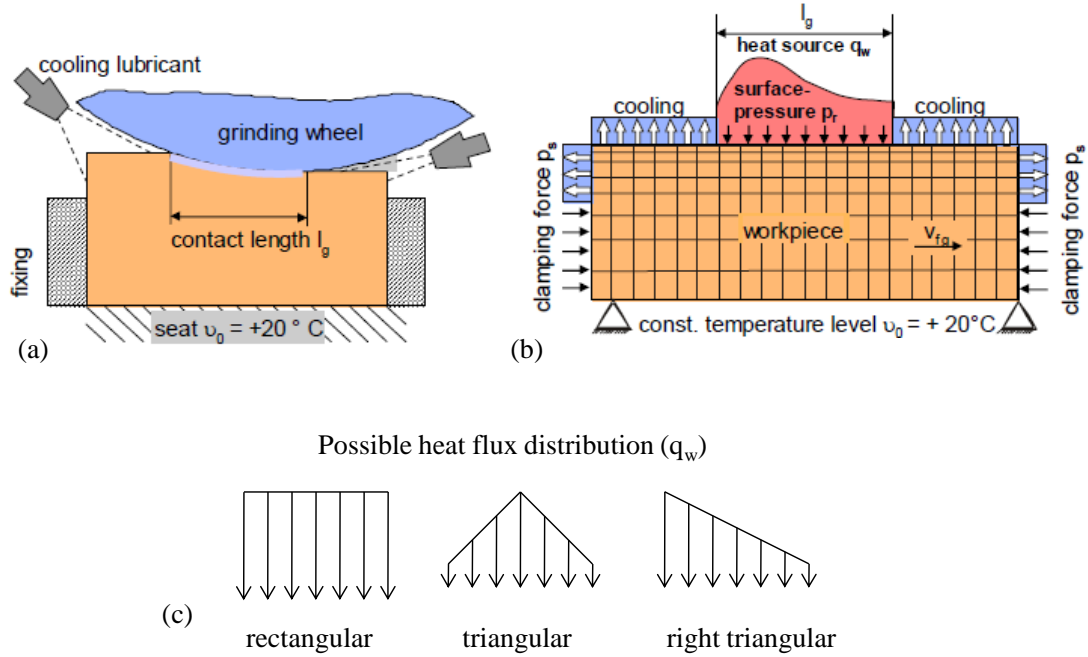 cooling lubricant
grinding wheel
contact length l_g
fixing
seat υ₀ = +20 ° C
(a)
l_g
heat source q_w
surface-
pressure p_r
cooling
cooling
clamping force p_s
clamping force p_s
workpiece
v_fg
const. temperature level υ₀ = + 20°C
(b)
Possible heat flux distribution (q_w)
(c)
rectangular
triangular
right triangular